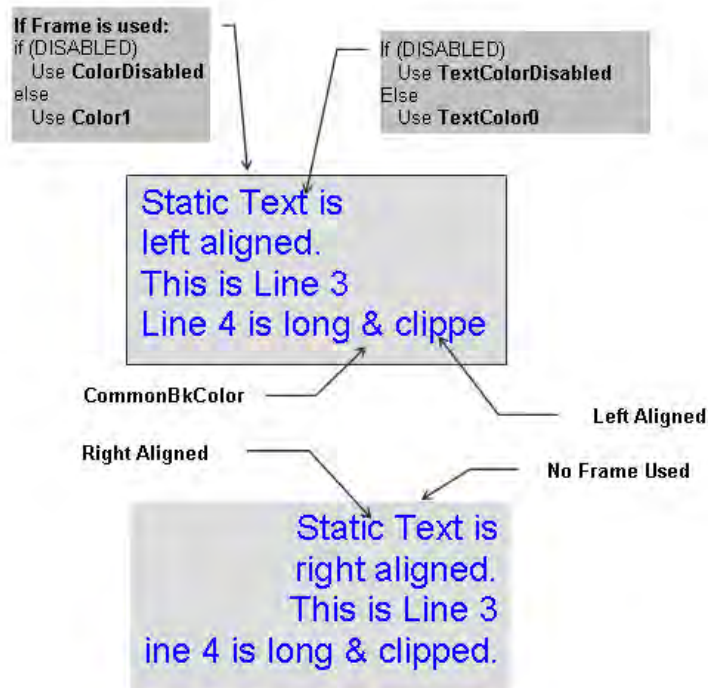 If Frame is used:
if (DISABLED)
Use ColorDisabled
else
Use Color1
If (DISABLED)
Use TextColorDisabled
Else
Use TextColor0
Static Text is
left aligned.
This is Line 3
Line 4 is long & clippe
CommonBkColor
Left Aligned
Right Aligned
No Frame Used
Static Text is
right aligned.
This is Line 3
ine 4 is long & clipped.